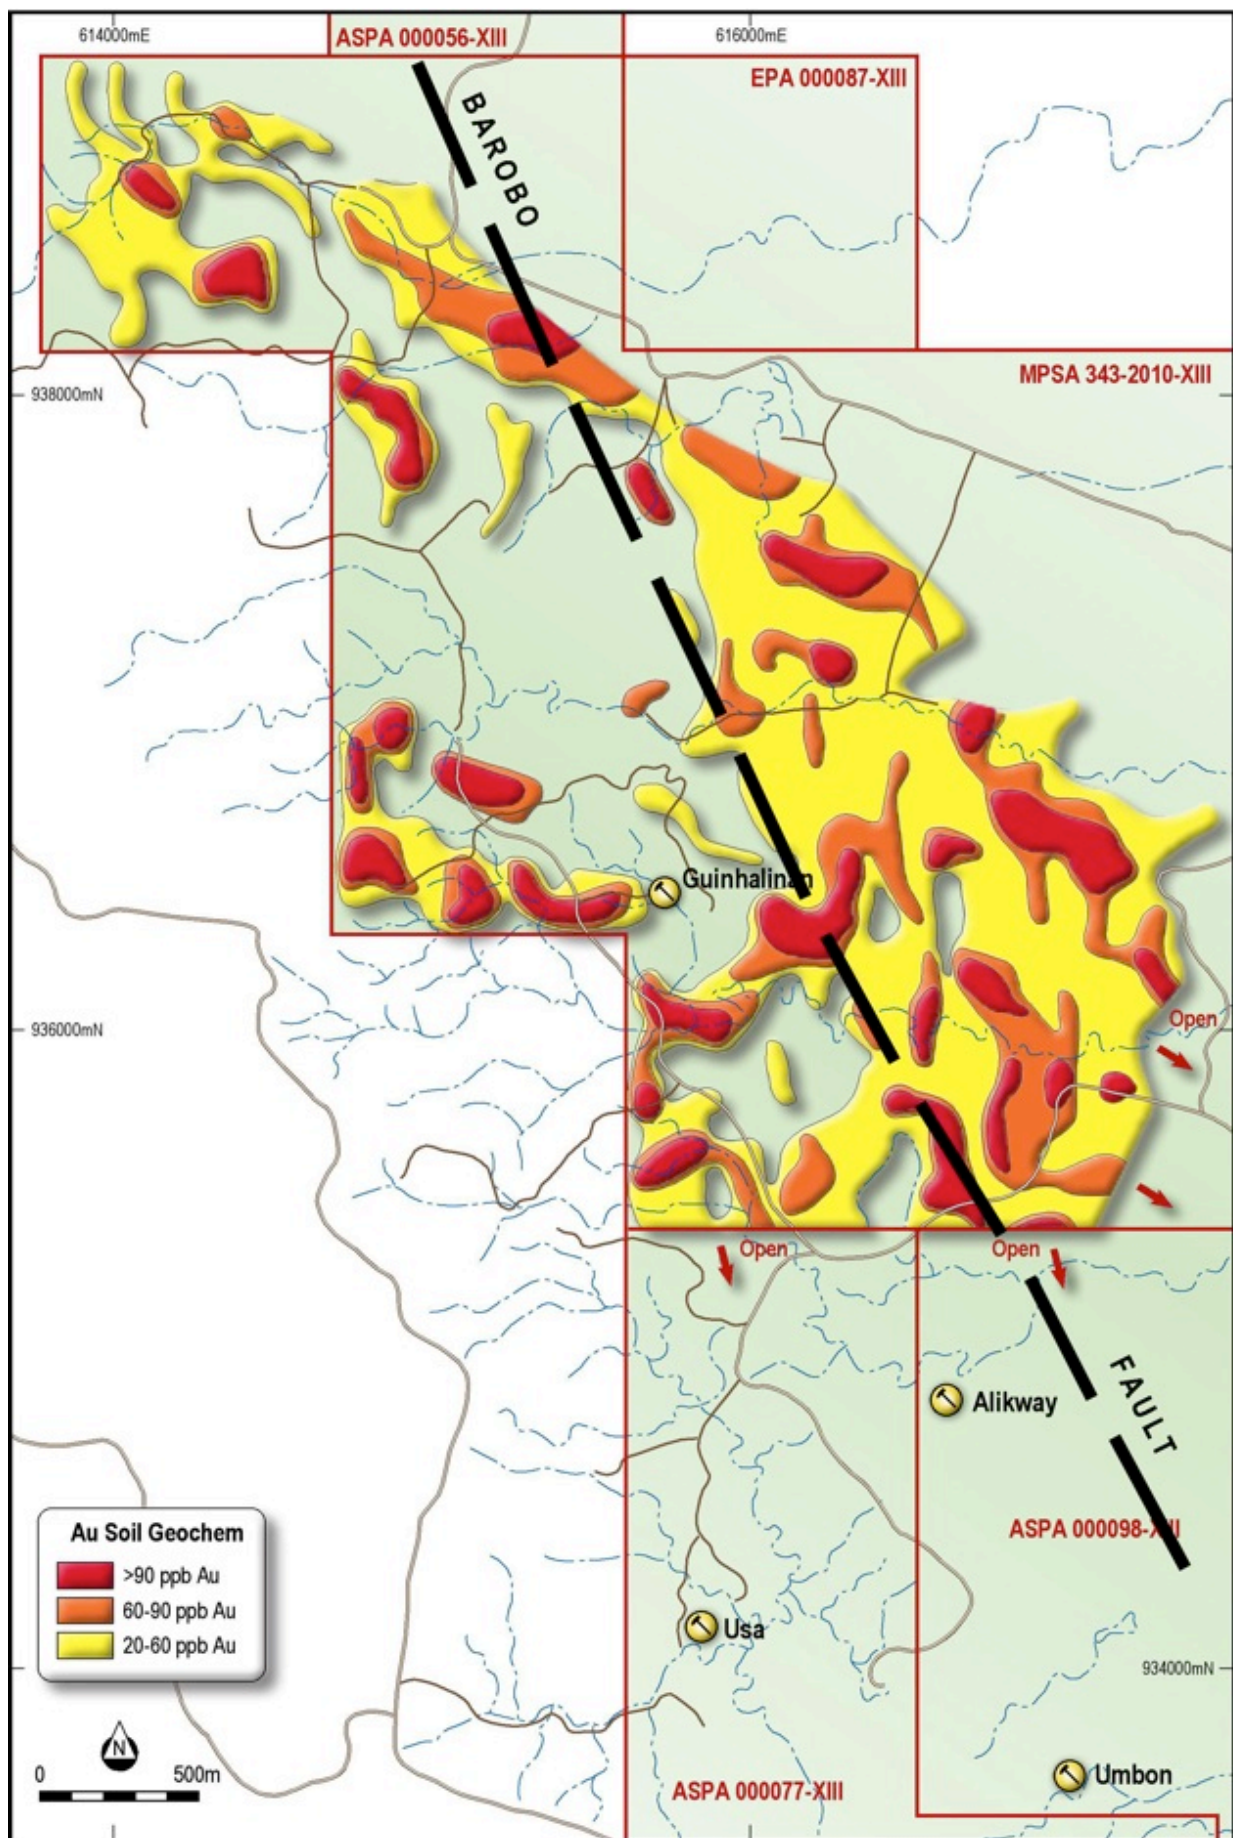 614000mE
616000mE
ASPA 000056-XIII
EPA 000087-XIII
BAROBO
MPSA 343-2010-XIII
938000mN
Guinhalinan
936000mN
Open
Open
Open
Alikway
FAULT
ASPA 000098-XIII
Au Soil Geochem
>90 ppb Au
60-90 ppb Au
20-60 ppb Au
Usa
934000mN
N
0 500m
ASPA 000077-XIII
Umbon